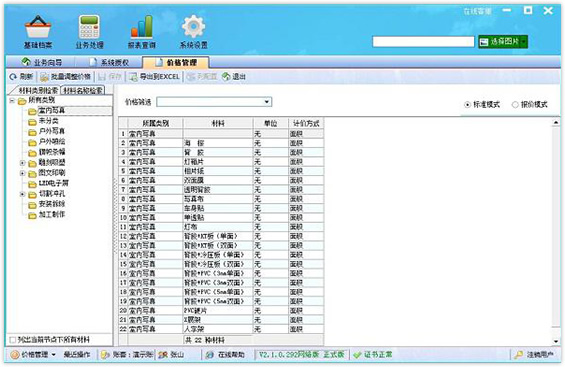 在线客服
基础档案 业务处理 报表查询 系统设置
选择图片
业务向导 系统授权 价格管理
刷新 批量调整价格 保存 导出到EXCEL 列配置 退出
材料类别检索 材料名称检索
所有类别
室内写真
未分类
户外写真
户外喷绘
雕刻吸塑
图文印刷
LED电子屏
切割冲孔
安装拆除
加工制作
列出当前节点下所有材料
价格筛选
标准模式 报价模式
所属类别 材料 单位 计价方式
1 室内写真 无 面积
2 室内写真 海 报 无 面积
3 室内写真 背 胶 无 面积
4 室内写真 灯箱片 无 面积
5 室内写真 相片纸 无 面积
6 室内写真 双面膜 无 面积
7 室内写真 透明背胶 无 面积
8 室内写真 写真布 无 面积
9 室内写真 车身贴 无 面积
10 室内写真 单透贴 无 面积
11 室内写真 灯布 无 面积
12 室内写真 背胶+KT板(单面) 无 面积
13 室内写真 背胶+KT板(双面) 无 面积
14 室内写真 背胶+冷压板(单面) 无 面积
15 室内写真 背胶+冷压板(双面) 无 面积
16 室内写真 背胶+PVC(3mm单面) 无 面积
17 室内写真 背胶+PVC(3mm双面) 无 面积
18 室内写真 背胶+PVC(5mm单面) 无 面积
19 室内写真 背胶+PVC(5mm双面) 无 面积
20 室内写真 PVC硬片 无 面积
21 室内写真 X展架 无 面积
22 室内写真 人字架 无 面积
共 22 种材料
价格管理 最近操作 账套:演示账 张山 在线帮助 V2.1.0.292网络版 正式版 证书正常 注销用户